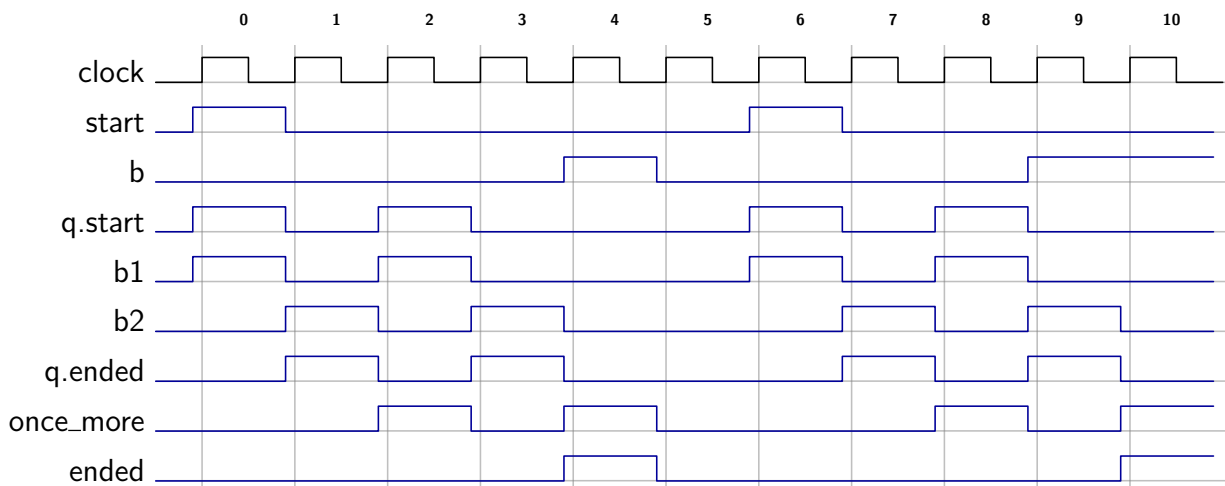 0 1 2 3 4 5 6 7 8 9 10
clock
start
b
q.start
b1
b2
q.ended
once_more
ended